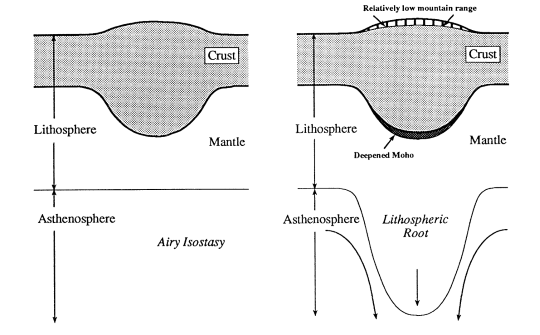 Crust
Lithosphere
Mantle
Asthenosphere
Airy Isostasy
Relatively low mountain range
Crust
Lithosphere
Mantle
Deepened Moho
Asthenosphere
Lithospheric
Root